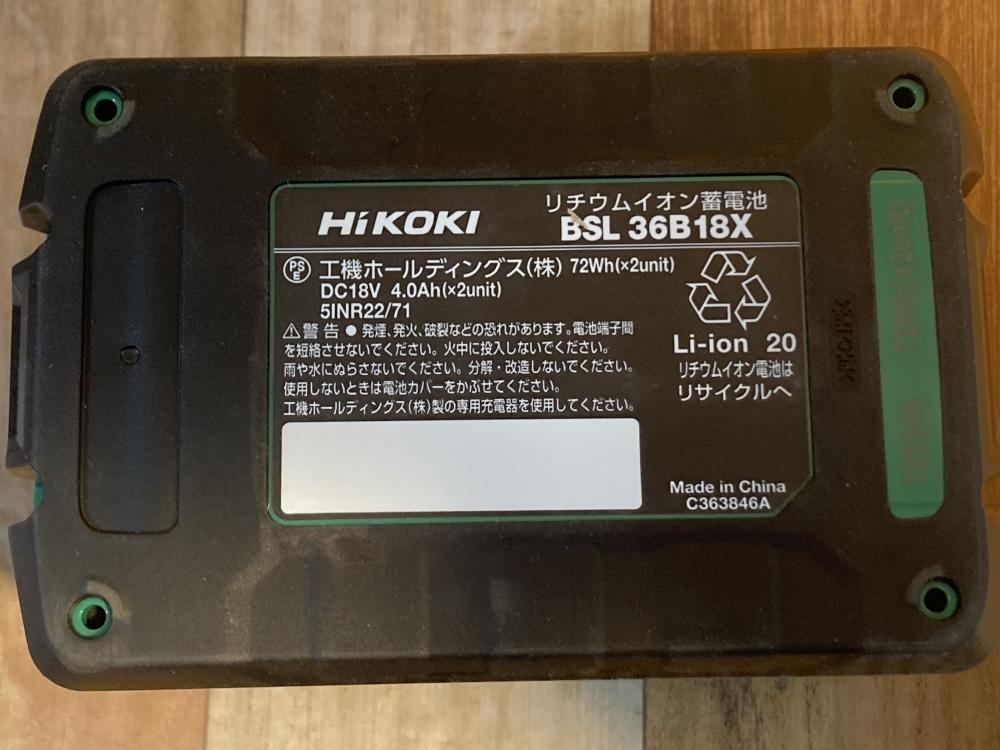 HiKOKI
リチウムイオン蓄電池
BSL 36B18X
PS
E
工機ホールディングス(株) 72Wh(×2unit)
DC18V 4.0Ah(×2unit)
5INR22/71
⚠警告 ● 発煙、発火、破裂などの恐れがあります。電池端子間
を短絡させないでください。火中に投入しないでください。
雨や水にぬらさないでください。分解・改造しないでください。
使用しないときは電池カバーをかぶせてください。
工機ホールディングス(株)製の専用充電器を使用してください。
Li-ion 20
リチウムイオン電池は
リサイクルへ
Made in China
C363846A
72Wh(×2unit)